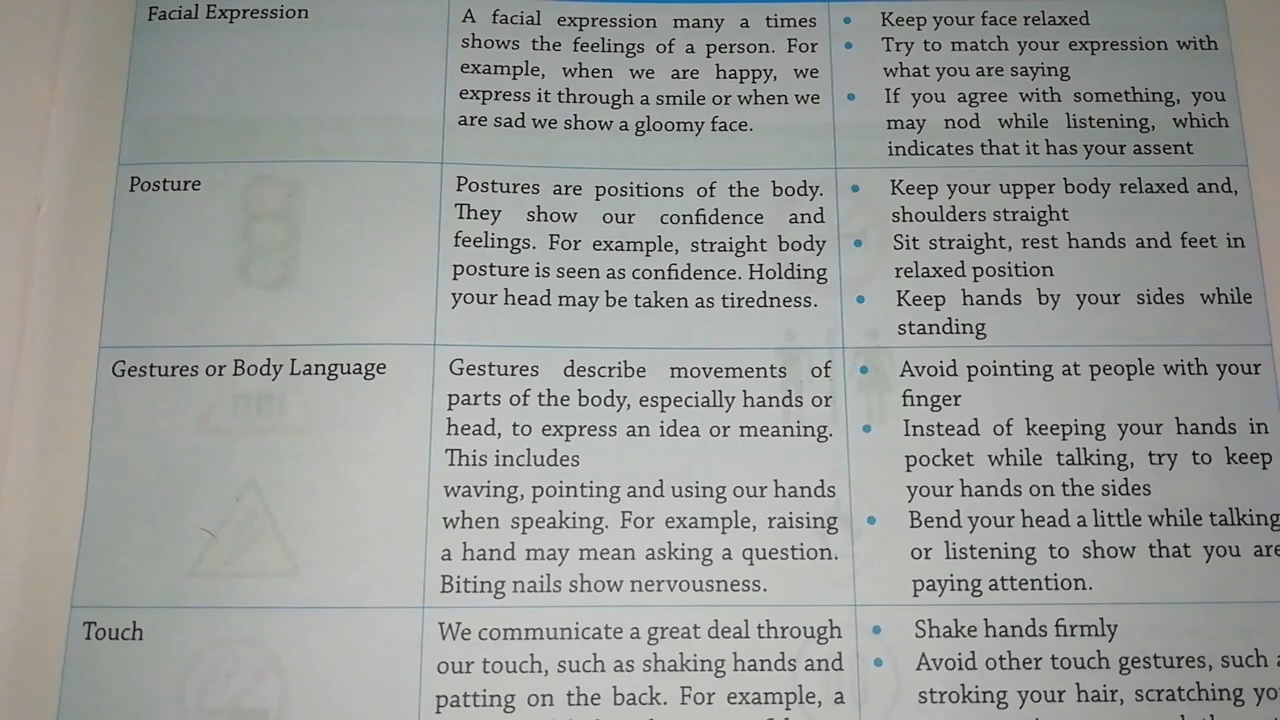 Facial Expression
A facial expression many a times
shows the feelings of a person. For
example, when we are happy, we
express it through a smile or when we
are sad we show a gloomy face.
• Keep your face relaxed
• Try to match your expression with
what you are saying
• If you agree with something, you
may nod while listening, which
indicates that it has your assent
Posture
Postures are positions of the body.
They show our confidence and
feelings. For example, straight body
posture is seen as confidence. Holding
your head may be taken as tiredness.
• Keep your upper body relaxed and,
shoulders straight
• Sit straight, rest hands and feet in
relaxed position
• Keep hands by your sides while
standing
Gestures or Body Language
Gestures describe movements of
parts of the body, especially hands or
head, to express an idea or meaning.
This includes
waving, pointing and using our hands
when speaking. For example, raising
a hand may mean asking a question.
Biting nails show nervousness.
• Avoid pointing at people with your
finger
• Instead of keeping your hands in
pocket while talking, try to keep
your hands on the sides
• Bend your head a little while talking
or listening to show that you are
paying attention.
Touch
We communicate a great deal through
our touch, such as shaking hands and
patting on the back. For example, a
• Shake hands firmly
• Avoid other touch gestures, such
stroking your hair, scratching